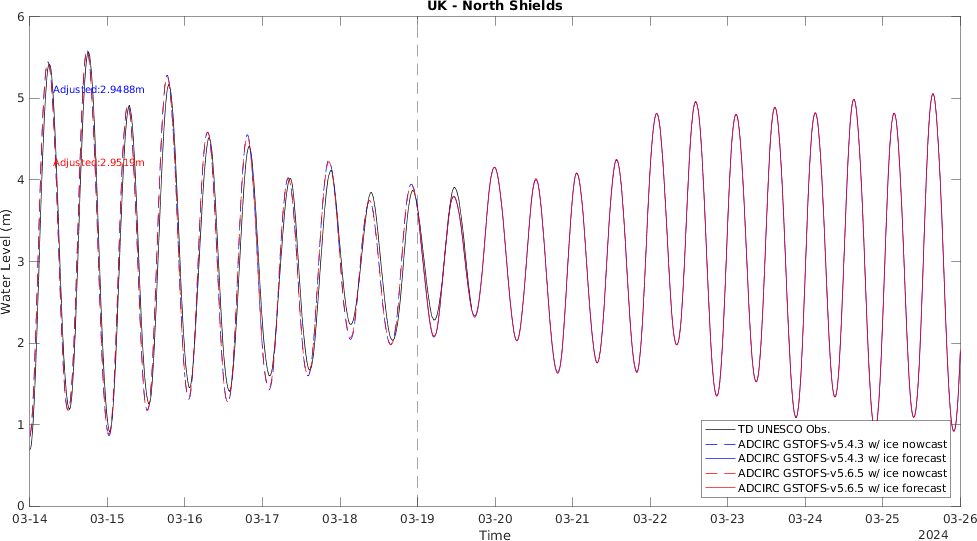 UK - North Shields
6
5
4
3
2
1
0
Water Level (m)
Adjusted:2.9488m
Adjusted:2.9519m
TD UNESCO Obs.
ADCIRC GSTOFS-v5.4.3 w/ ice nowcast
ADCIRC GSTOFS-v5.4.3 w/ ice forecast
ADCIRC GSTOFS-v5.6.5 w/ ice nowcast
ADCIRC GSTOFS-v5.6.5 w/ ice forecast
03-14 03-15 03-16 03-17 03-18 03-19 03-20 03-21 03-22 03-23 03-24 03-25 03-26
Time
2024